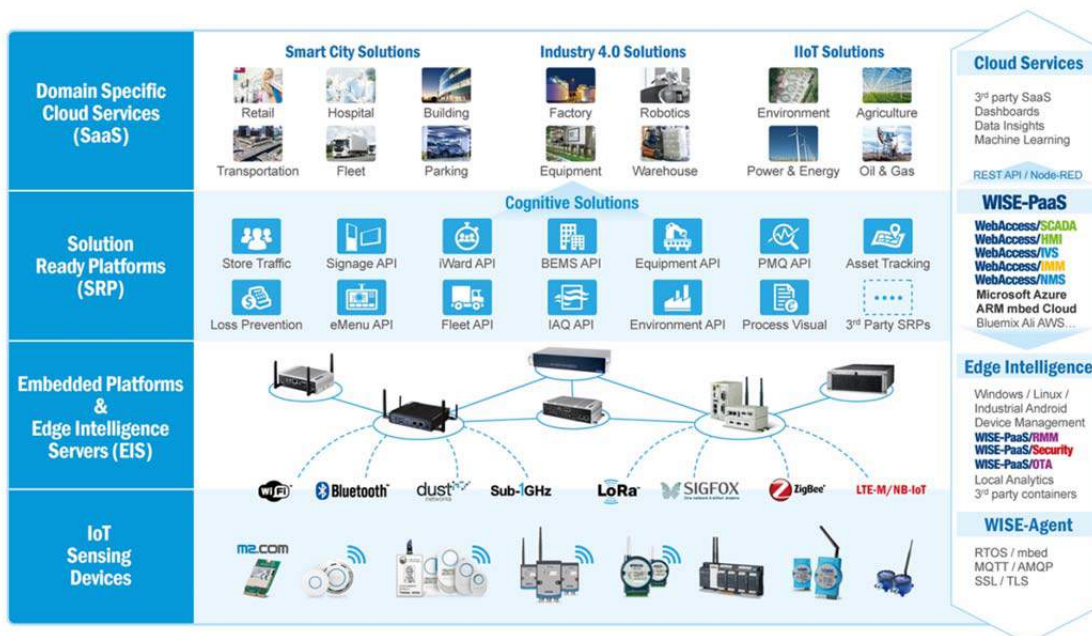 Domain Specific
Cloud Services
(SaaS)
Smart City Solutions
Industry 4.0 Solutions
IIoT Solutions
Retail
Hospital
Building
Factory
Robotics
Environment
Agriculture
Transportation
Fleet
Parking
Equipment
Warehouse
Power & Energy
Oil & Gas
Solution
Ready Platforms
(SRP)
Cognitive Solutions
Store Traffic
Signage API
iWard API
BEMS API
Equipment API
PMQ API
Asset Tracking
Loss Prevention
eMenu API
Fleet API
IAQ API
Environment API
Process Visual
3rd Party SRPs
Embedded Platforms
&
Edge Intelligence
Servers (EIS)
WiFi
Bluetooth
dust
networks
Sub-1GHz
LoRa
SIGFOX
ZigBee
LTE-M/NB-IoT
IoT
Sensing
Devices
m2.com
Cloud Services
3rd party SaaS
Dashboards
Data Insights
Machine Learning
REST API / Node-RED
WISE-PaaS
WebAccess/SCADA
WebAccess/HMI
WebAccess/IVS
WebAccess/IMM
WebAccess/NMS
Microsoft Azure
ARM mbed Cloud
Bluemix Ali AWS...
Edge Intelligence
Windows / Linux /
Industrial Android
Device Management
WISE-PaaS/RMM
WISE-PaaS/Security
WISE-PaaS/OTA
Local Analytics
3rd party containers
WISE-Agent
RTOS / mbed
MQTT / AMQP
SSL / TLS